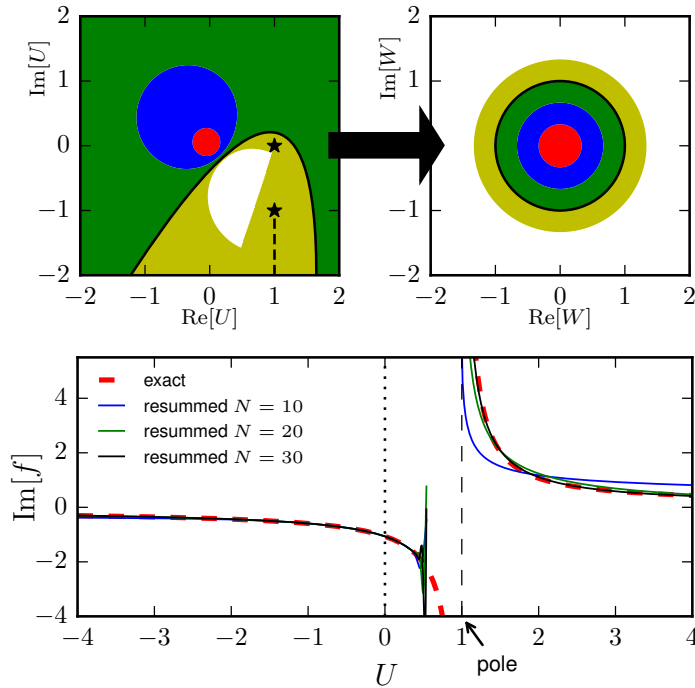 Im[U]
2
1
0
−1
−2
−2 −1 0 1 2
Re[U]
Im[W]
2
1
0
−1
−2
−2 −1 0 1 2
Re[W]
Im[f]
4
2
0
−2
−4
exact
resummed N = 10
resummed N = 20
resummed N = 30
−4 −3 −2 −1 0 1 2 3 4
U
pole